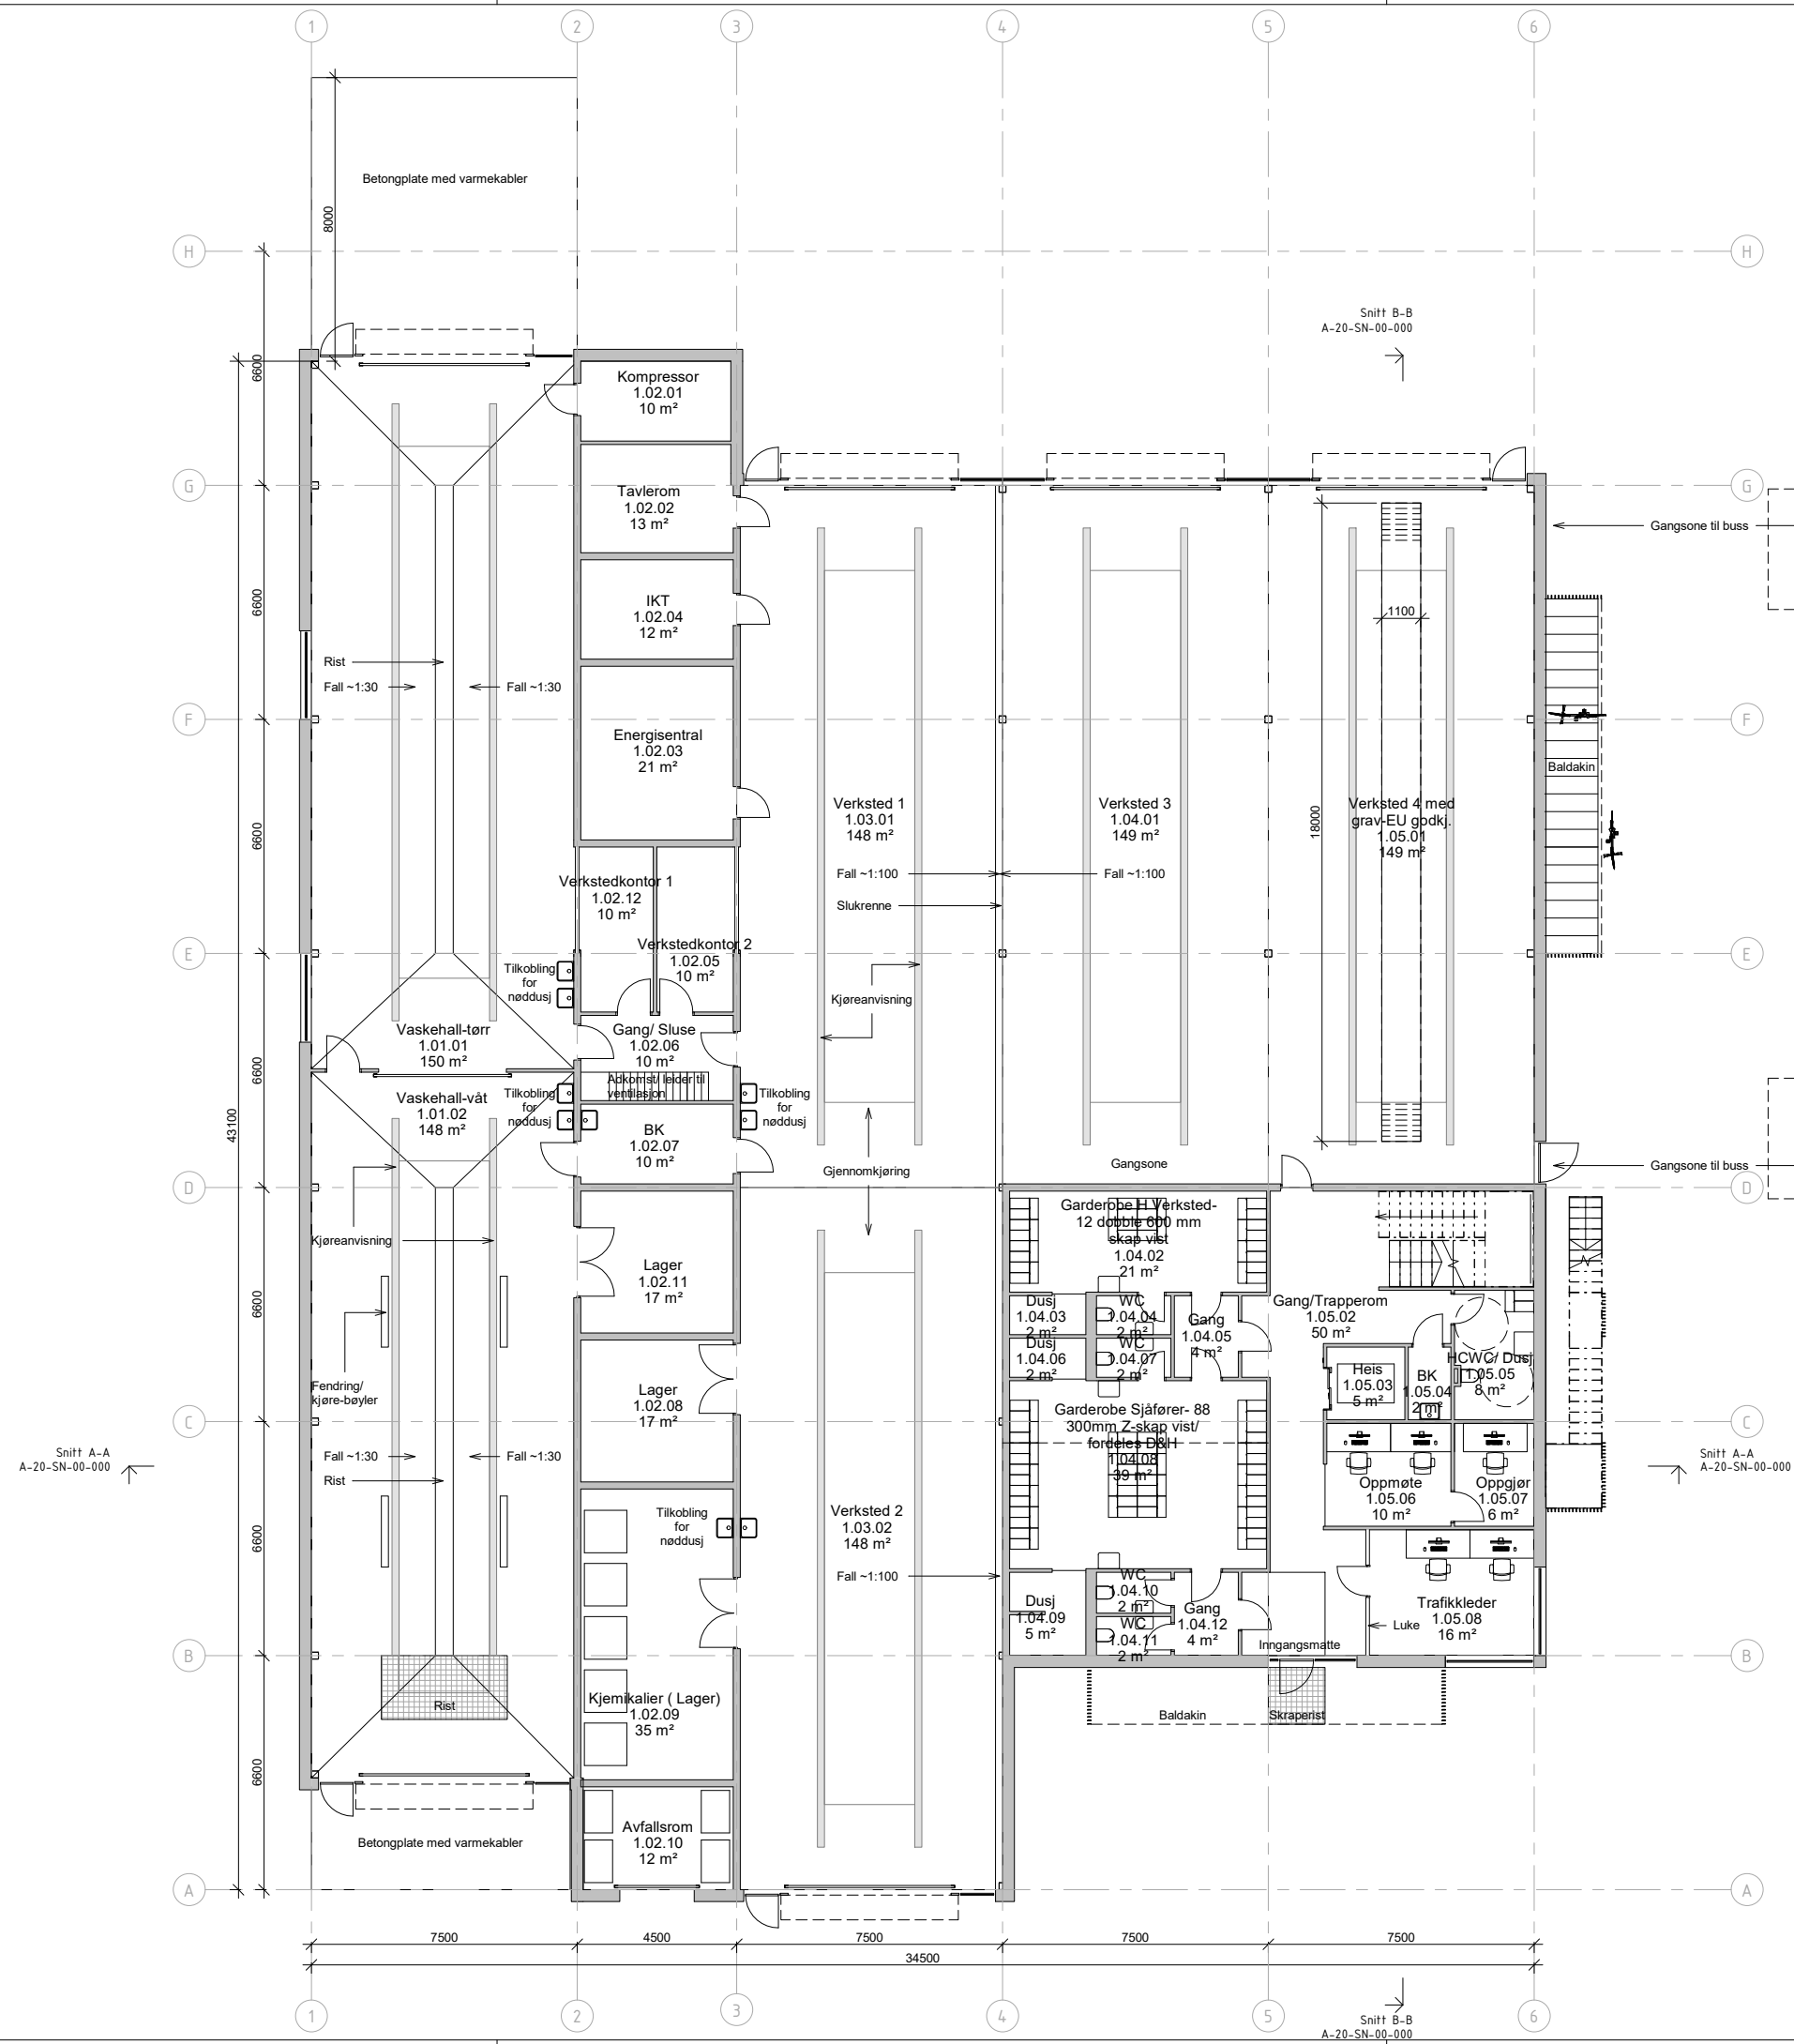 1
2
3
4
5
6
Betongplate med varmekabler
8000
H
H
Snitt B-B
A-20-SN-00-000
6600
Kompressor
1.02.01
10 m²
G
G
Tavlerom
1.02.02
13 m²
Gangsone til buss
6600
IKT
1.02.04
12 m²
1100
Rist
Fall ~1:30
Fall ~1:30
F
F
Energisentral
1.02.03
21 m²
Baldakin
6600
Verksted 1
1.03.01
148 m²
Verksted 3
1.04.01
149 m²
18000
Verksted 4 med
grav-EU godkj.
1.05.01
149 m²
Fall ~1:100
Fall ~1:100
Slukrenne
Verkstedkontor 1
1.02.12
10 m²
Verkstedkontor 2
1.02.05
10 m²
E
E
Tilkobling
for
nøddusj
Kjøreanvisning
Vaskehall-tørr
1.01.01
150 m²
Gang/ Sluse
1.02.06
10 m²
6600
Adkomst/ leider til
ventilasjon
43100
Vaskehall-våt
1.01.02
148 m²
Tilkobling
for
nøddusj
Tilkobling
for
nøddusj
BK
1.02.07
10 m²
Gjennomkjøring
Gangsone
Gangsone til buss
D
D
Kjøreanvisning
Garderobe H Verksted-
12 dobble 600 mm
skap vist
1.04.02
21 m²
Lager
1.02.11
17 m²
6600
Dusj
1.04.03
2 m²
WC
1.04.04
2 m²
Gang
1.04.05
4 m²
Gang/Trapperom
1.05.02
50 m²
Dusj
1.04.06
2 m²
WC
1.04.07
2 m²
Heis
1.05.03
5 m²
BK
1.05.04
2 m²
HCWC/ Dusj
1.05.05
8 m²
Fendring/
kjøre-bøyler
Lager
1.02.08
17 m²
Garderobe Sjåfører- 88
300mm Z-skap vist/
fordeles D&H
1.04.08
39 m²
C
C
Snitt A-A
A-20-SN-00-000
Fall ~1:30
Fall ~1:30
Rist
Snitt A-A
A-20-SN-00-000
Oppmøte
1.05.06
10 m²
Oppgjør
1.05.07
6 m²
6600
Tilkobling
for
nøddusj
Verksted 2
1.03.02
148 m²
Fall ~1:100
Dusj
1.04.09
5 m²
WC
1.04.10
2 m²
WC
1.04.11
2 m²
Gang
1.04.12
4 m²
Trafikkleder
1.05.08
16 m²
Luke
Inngangsmatte
B
B
Rist
Kjemikalier ( Lager)
1.02.09
35 m²
Baldakin
Skraperist
6600
Avfallsrom
1.02.10
12 m²
Betongplate med varmekabler
A
A
7500
4500
7500
7500
7500
34500
1
2
3
4
5
6
Snitt B-B
A-20-SN-00-000